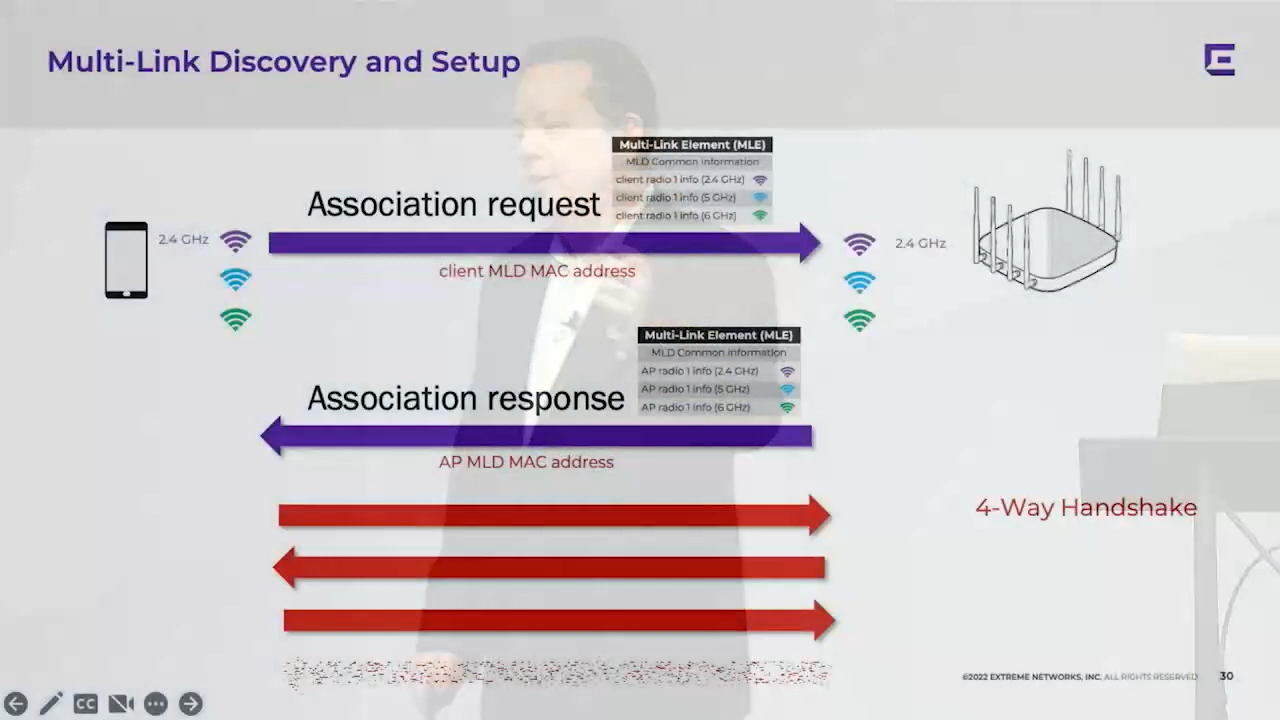 Multi-Link Discovery and Setup
Multi-Link Element (MLE)
MLD Common Information
client radio 1 info (2.4 GHz)
client radio 1 info (5 GHz)
client radio 1 info (6 GHz)
Association request
2.4 GHz
2.4 GHz
client MLD MAC address
Multi-Link Element (MLE)
MLD Common Information
AP radio 1 info (2.4 GHz)
AP radio 1 info (5 GHz)
AP radio 1 info (6 GHz)
Association response
AP MLD MAC address
4-Way Handshake
©2022 EXTREME NETWORKS, INC. ALL RIGHTS RESERVED
30
CC